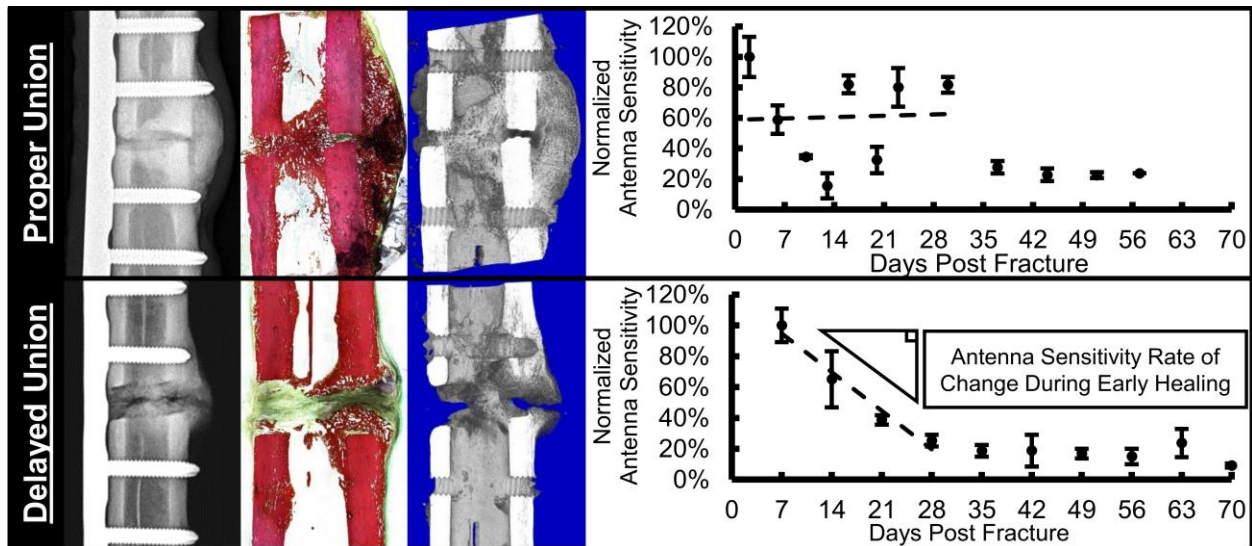 Proper Union
Normalized
Antenna Sensitivity
120%
100%
80%
60%
40%
20%
0%
0 7 14 21 28 35 42 49 56 63 70
Days Post Fracture
Delayed Union
Normalized
Antenna Sensitivity
120%
100%
80%
60%
40%
20%
0%
Antenna Sensitivity Rate of
Change During Early Healing
0 7 14 21 28 35 42 49 56 63 70
Days Post Fracture